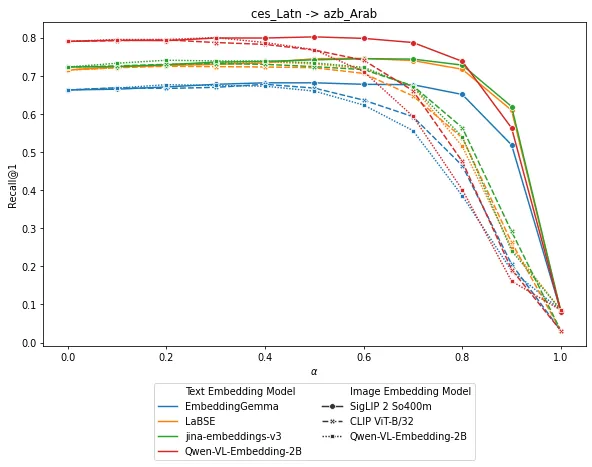 ces_Latn -> azb_Arab
Recall@1
0.8
0.7
0.6
0.5
0.4
0.3
0.2
0.1
0.0
0.0 0.2 0.4 0.6 0.8 1.0
α
Text Embedding Model
EmbeddingGemma
LaBSE
jina-embeddings-v3
Qwen-VL-Embedding-2B
Image Embedding Model
SigLIP 2 So400m
CLIP ViT-B/32
Qwen-VL-Embedding-2B